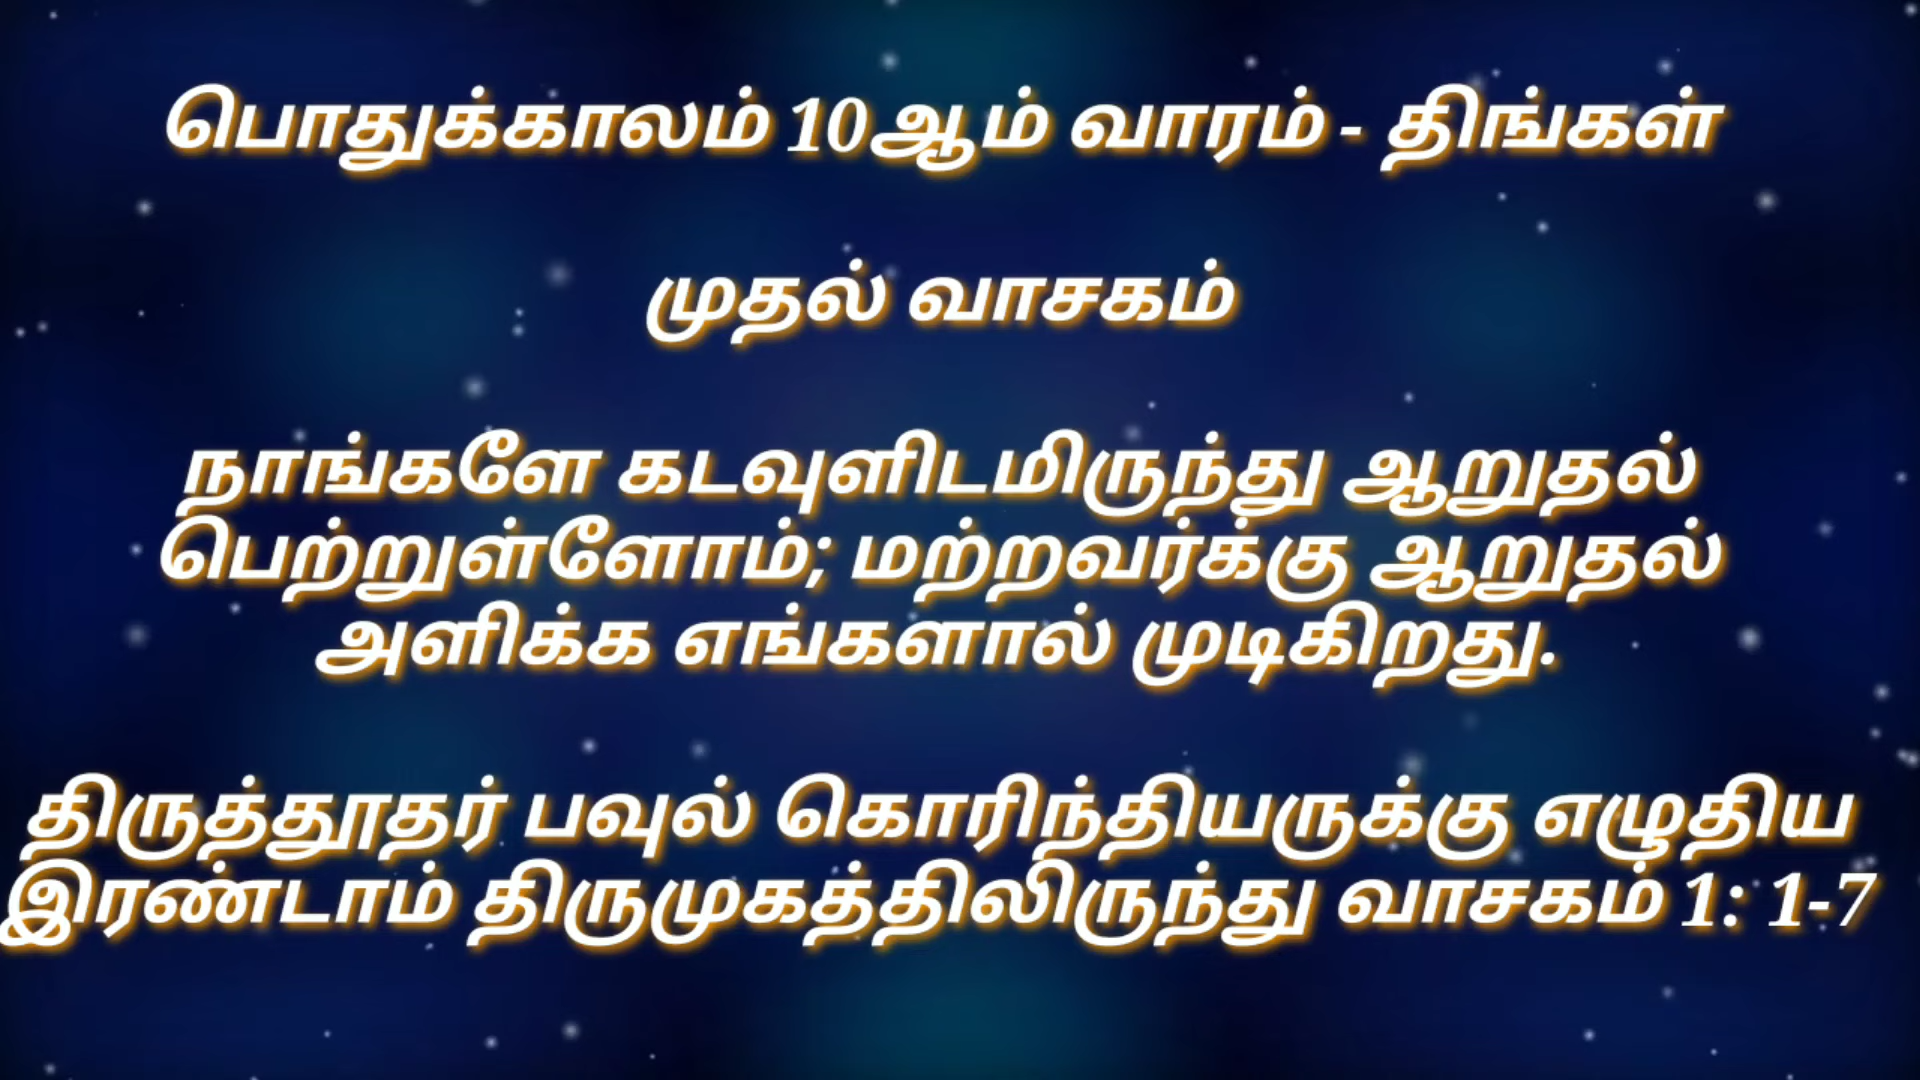 பொதுக்காலம் 10ஆம் வாரம் - திங்கள்
முதல் வாசகம்
நாங்களே கடவுளிடமிருந்து ஆறுதல்
பெற்றுள்ளோம்; மற்றவர்க்கு ஆறுதல்
அளிக்க எங்களால் முடிகிறது.
திருத்தூதர் பவுல் கொரிந்தியருக்கு எழுதிய
இரண்டாம் திருமுகத்திலிருந்து வாசகம் 1: 1-7